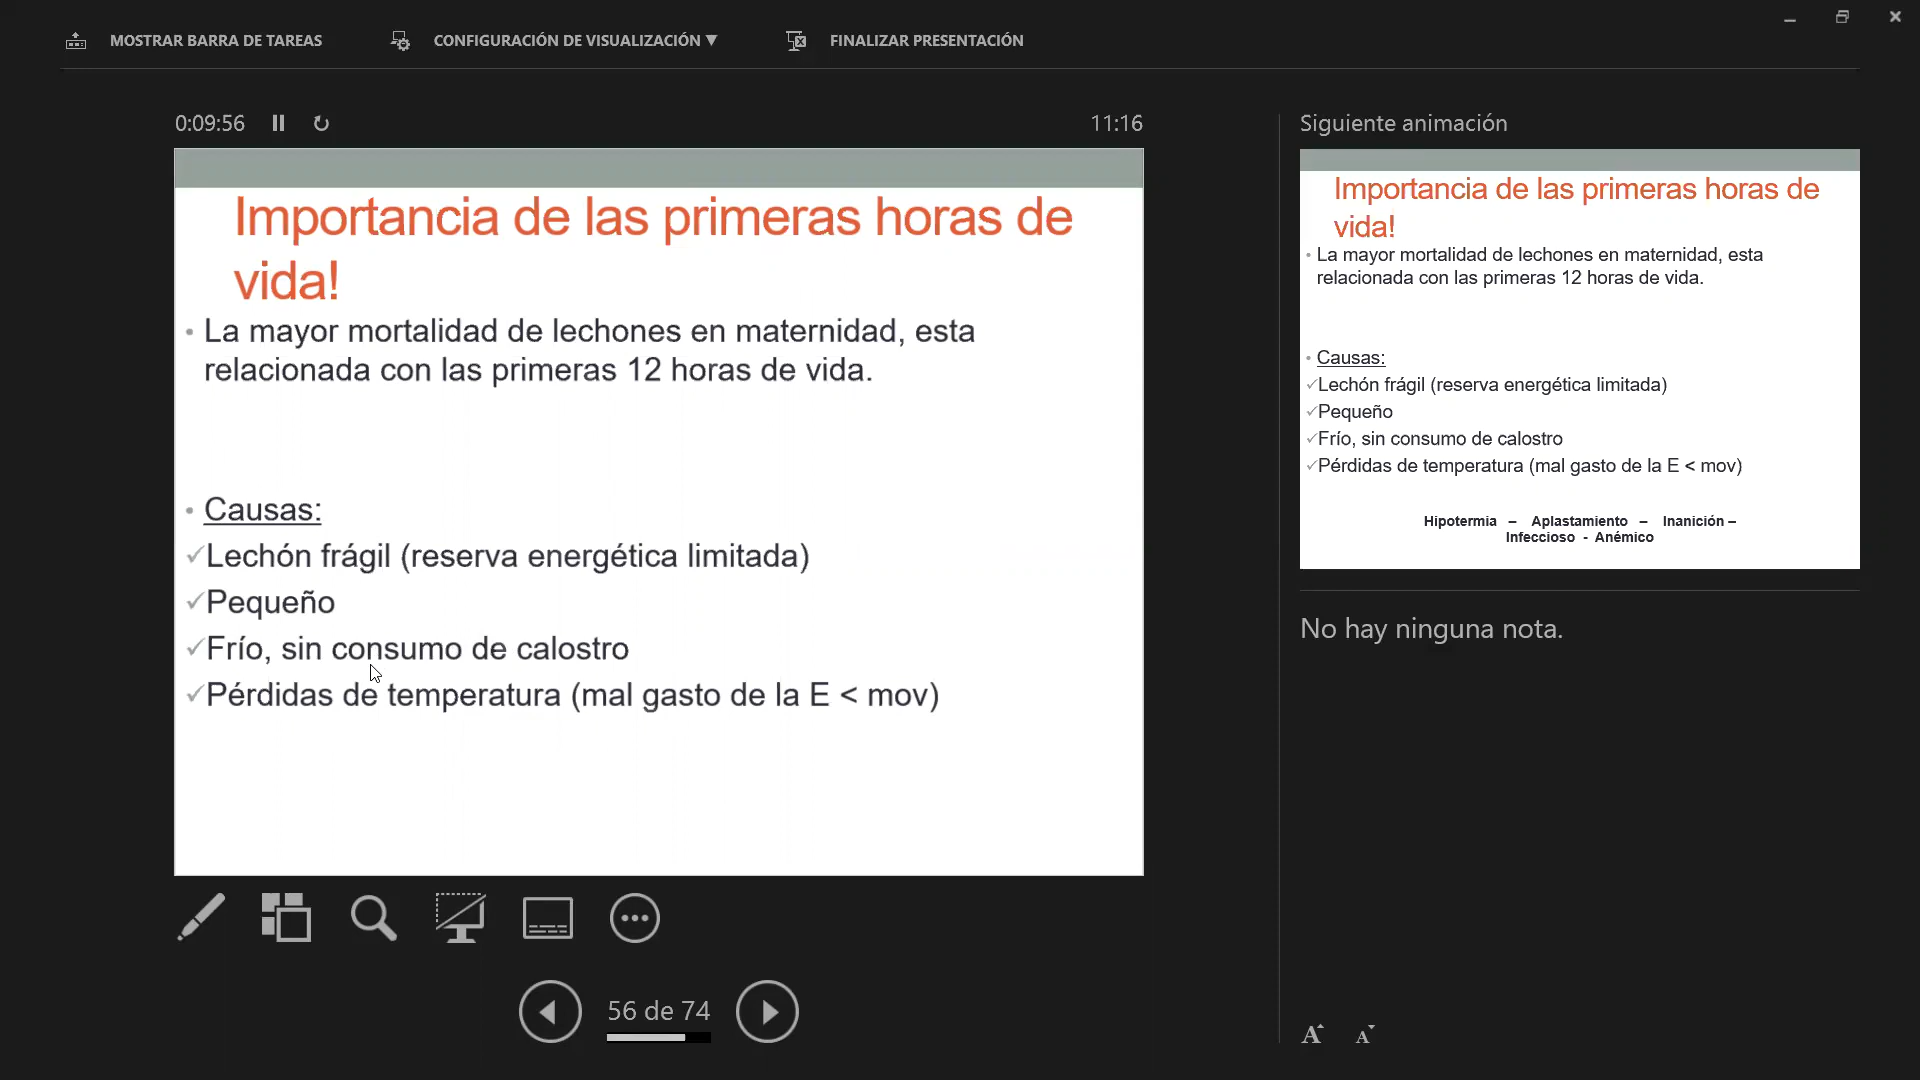 MOSTRAR BARRA DE TAREAS
CONFIGURACIÓN DE VISUALIZACIÓN ▼
FINALIZAR PRESENTACIÓN
0:09:56
11:16
Importancia de las primeras horas de
vida!
• La mayor mortalidad de lechones en maternidad, esta
relacionada con las primeras 12 horas de vida.
• Causas:
✓Lechón frágil (reserva energética limitada)
✓Pequeño
✓Frío, sin consumo de calostro
✓Pérdidas de temperatura (mal gasto de la E < mov)
56 de 74
Siguiente animación
Importancia de las primeras horas de
vida!
• La mayor mortalidad de lechones en maternidad, esta
relacionada con las primeras 12 horas de vida.
• Causas:
✓Lechón frágil (reserva energética limitada)
✓Pequeño
✓Frío, sin consumo de calostro
✓Pérdidas de temperatura (mal gasto de la E < mov)
Hipotermia – Aplastamiento – Inanición –
Infeccioso - Anémico
No hay ninguna nota.
A A